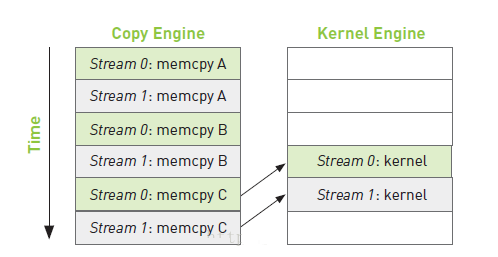 Copy Engine
Kernel Engine
Time
Stream 0: memcpy A
Stream 1: memcpy A
Stream 0: memcpy B
Stream 1: memcpy B
Stream 0: kernel
Stream 0: memcpy C
Stream 1: kernel
Stream 1: memcpy C